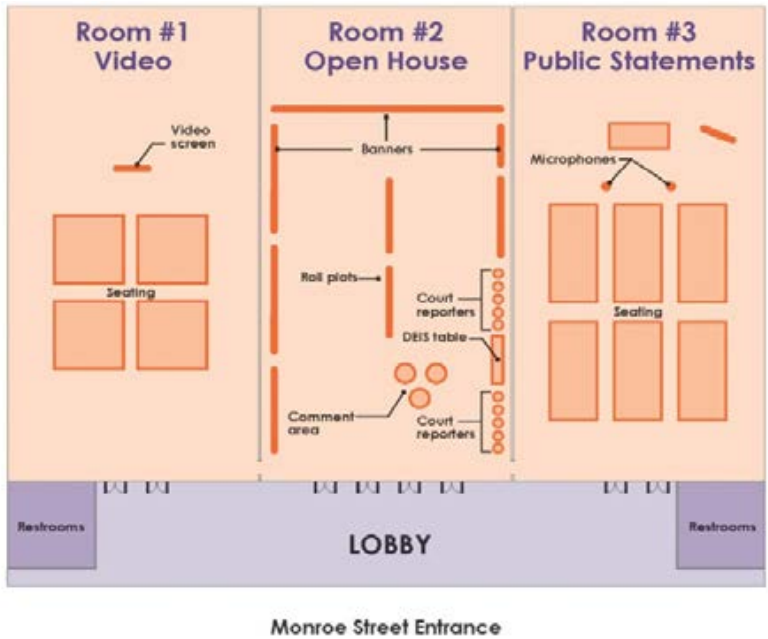 Room #1
Video
Room #2
Open House
Room #3
Public Statements
Video
screen
Banners
Microphones
Roll plots
Court
reporters
Seating
Seating
DEIS table
Comment
area
Court
reporters
Restrooms
LOBBY
Restrooms
Monroe Street Entrance